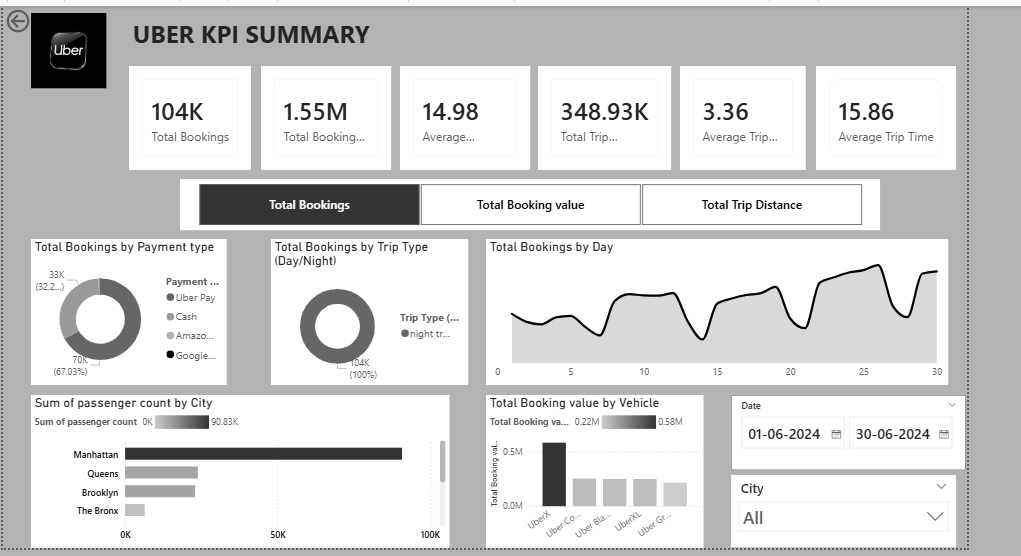 Uber
UBER KPI SUMMARY
104K
Total Bookings
1.55M
Total Booking...
14.98
Average...
348.93K
Total Trip...
3.36
Average Trip...
15.86
Average Trip Time
Total Bookings
Total Booking value
Total Trip Distance
Total Bookings by Payment type
33K
(32.2...)
70K
(67.03%)
Payment ...
Uber Pay
Cash
Amazo...
Google...
Total Bookings by Trip Type
(Day/Night)
104K
(100%)
Trip Type (...
night tr...
Total Bookings by Day
0 5 10 15 20 25 30
Sum of passenger count by City
Sum of passenger count 0K 90.83K
Manhattan
Queens
Brooklyn
The Bronx
0K 50K 100K
Total Booking value by Vehicle
Total Booking va... 0.22M 0.58M
Total Booking val...
0.5M
0.0M
UberX
Uber Co...
Uber Bla...
UberXL
Uber Gr...
Date
01-06-2024 30-06-2024
City
All